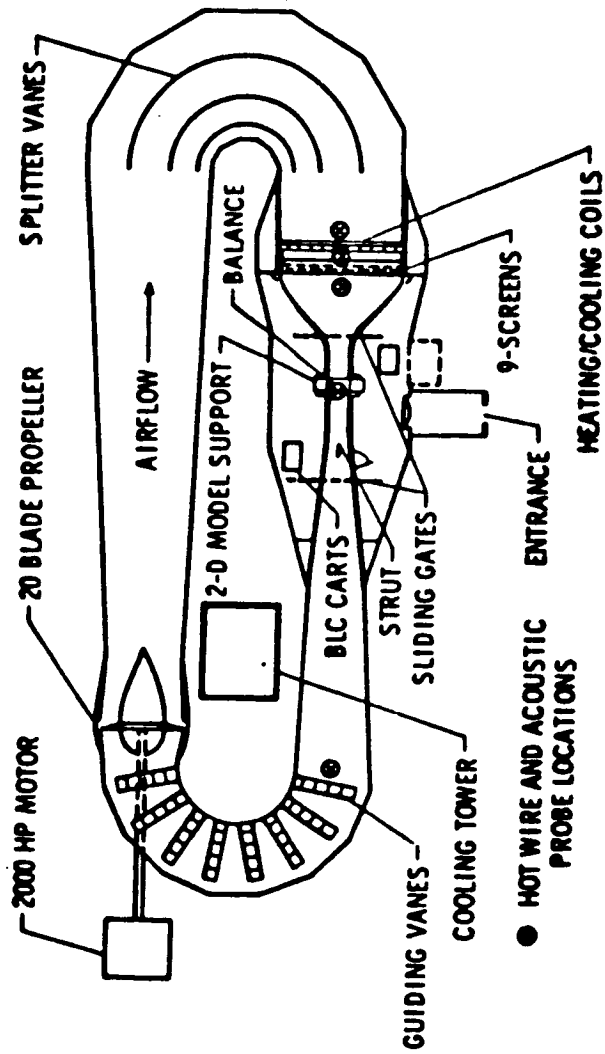 2000 HP MOTOR
20 BLADE PROPELLER
SPLITTER VANES
AIRFLOW
2-D MODEL SUPPORT
BALANCE
BLC CARTS
STRUT
SLIDING GATES
GUIDING VANES
COOLING TOWER
ENTRANCE
9-SCREENS
HEATING/COOLING COILS
HOT WIRE AND ACOUSTIC
PROBE LOCATIONS